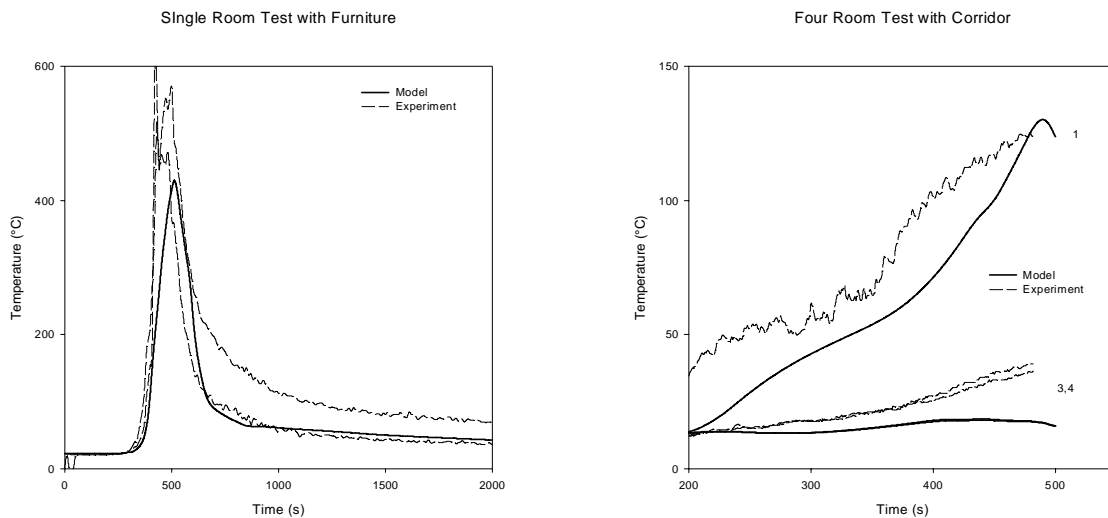 SIngle Room Test with Furniture
Temperature (°C)
600
400
200
0
Model
Experiment
0
500
1000
1500
2000
Time (s)
Four Room Test with Corridor
Temperature (°C)
150
100
50
0
1
Model
Experiment
3,4
200
300
400
500
Time (s)